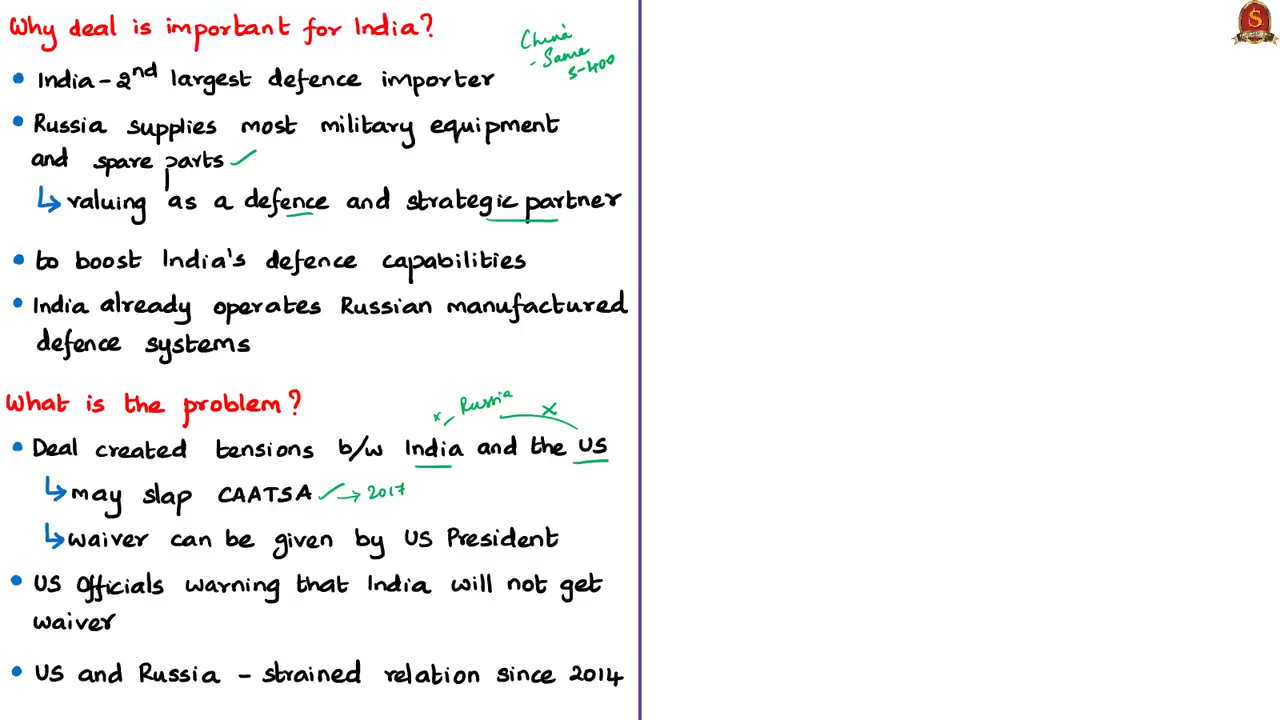 Why deal is important for India?
China
- Same
S-400
• India - 2nd largest defence importer
• Russia supplies most military equipment
and spare parts ✓
↳ valuing as a defence and strategic partner
• to boost India's defence capabilities
• India already operates Russian manufactured
defence systems
What is the problem?
x Russia x
• Deal created tensions b/w India and the US
↳ may slap CAATSA ✓→ 2017
↳ waiver can be given by US President
• US Officials warning that India will not get
waiver
• US and Russia - strained relation since 2014
S